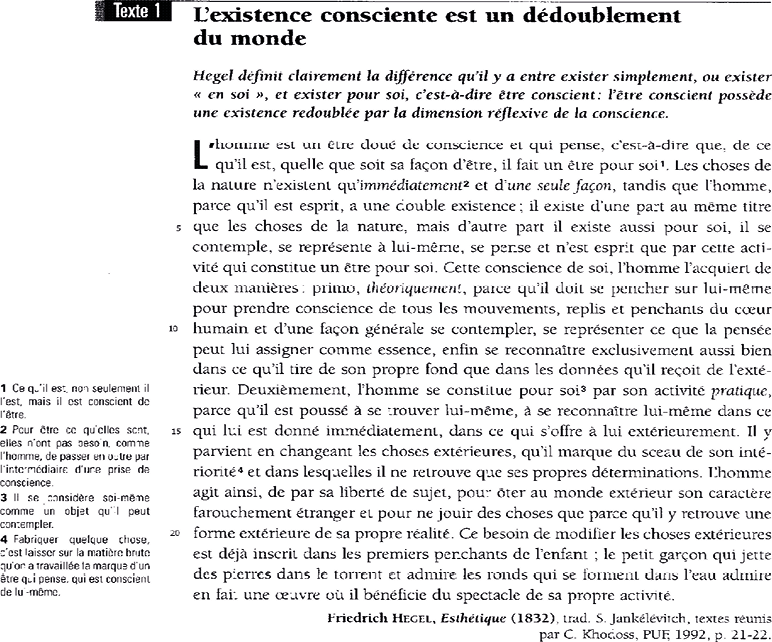 Texte 1
L'existence consciente est un dédoublement
du monde
Hegel définit clairement la différence qu'il y a entre exister simplement, ou exister
« en soi », et exister pour soi, c'est-à-dire être conscient : l'être conscient possède
une existence redoublée par la dimension réflexive de la conscience.
L'homme est un être doué de conscience et qui pense, c'est-à-dire que, de ce
qu'il est, quelle que soit sa façon d'être, il fait un être pour soi¹. Les choses de
la nature n'existent qu'immédiatement² et d'une seule façon, tandis que l'homme,
parce qu'il est esprit, a une double existence ; il existe d'une part au même titre
5 que les choses de la nature, mais d'autre part il existe aussi pour soi, il se
contemple, se représente à lui-même, se pense et n'est esprit que par cette acti-
vité qui constitue un être pour soi. Cette conscience de soi, l'homme l'acquiert de
deux manières : primo, théoriquement, parce qu'il doit se pencher sur lui-même
pour prendre conscience de tous les mouvements, replis et penchants du cœur
10 humain et d'une façon générale se contempler, se représenter ce que la pensée
peut lui assigner comme essence, enfin se reconnaître exclusivement aussi bien
dans ce qu'il tire de son propre fond que dans les données qu'il reçoit de l'exté-
rieur. Deuxièmement, l'homme se constitue pour soi³ par son activité pratique,
parce qu'il est poussé à se trouver lui-même, à se reconnaître lui-même dans ce
15 qui lui est donné immédiatement, dans ce qui s'offre à lui extérieurement. Il y
parvient en changeant les choses extérieures, qu'il marque du sceau de son inté-
riorité⁴ et dans lesquelles il ne retrouve que ses propres déterminations. L'homme
agit ainsi, de par sa liberté de sujet, pour ôter au monde extérieur son caractère
farouchement étranger et pour ne jouir des choses que parce qu'il y retrouve une
20 forme extérieure de sa propre réalité. Ce besoin de modifier les choses extérieures
est déjà inscrit dans les premiers penchants de l'enfant ; le petit garçon qui jette
des pierres dans le torrent et admire les ronds qui se forment dans l'eau admire
en fait une œuvre où il bénéficie du spectacle de sa propre activité.
Friedrich HEGEL, Esthétique (1832), trad. S. Jankélévitch, textes réunis
par C. Khodoss, PUF, 1992, p. 21-22.
1 Ce qu'il est, non seulement il
l'est, mais il est conscient de
l'être.
2 Pour être ce qu'elles sont,
elles n'ont pas besoin, comme
l'homme, de passer en outre par
l'intermédiaire d'une prise de
conscience.
3 Il se considère soi-même
comme un objet qu'il peut
contempler.
4 Fabriquer quelque chose,
c'est laisser sur la matière brute
qu'on a travaillée la marque d'un
être qui pense, qui est conscient
de lui-même.